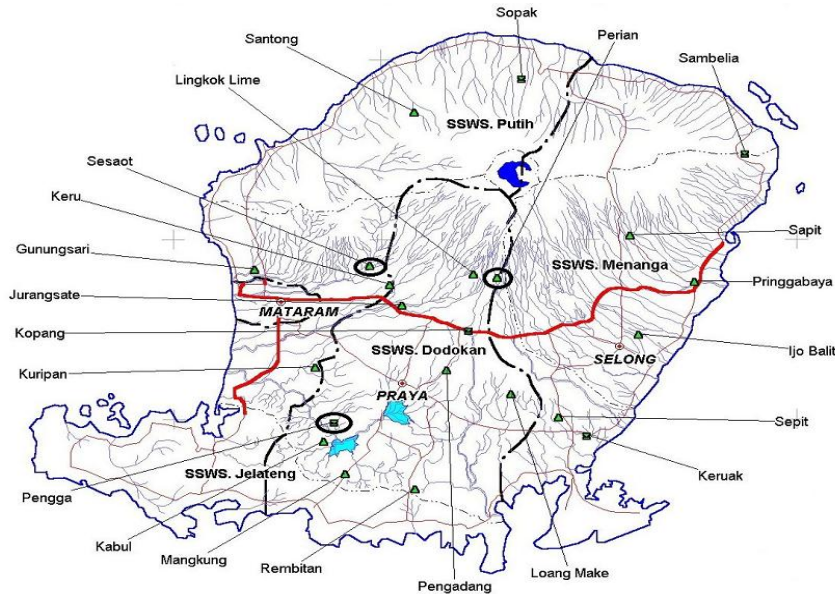 Sopak
Santong
Perian
Lingkok Lime
Sambelia
SSWS. Putih
Sesaot
Keru
Sapit
Gunungsari
SSWS. Menanga
Pringgabaya
Jurangsate
MATARAM
Kopang
SSWS. Dodokan
SELONG
Ijo Balit
Kuripan
PRAYA
Sepit
SSWS. Jelateng
Keruak
Pengga
Kabul
Mangkung
Rembitan
Pengadang
Loang Make